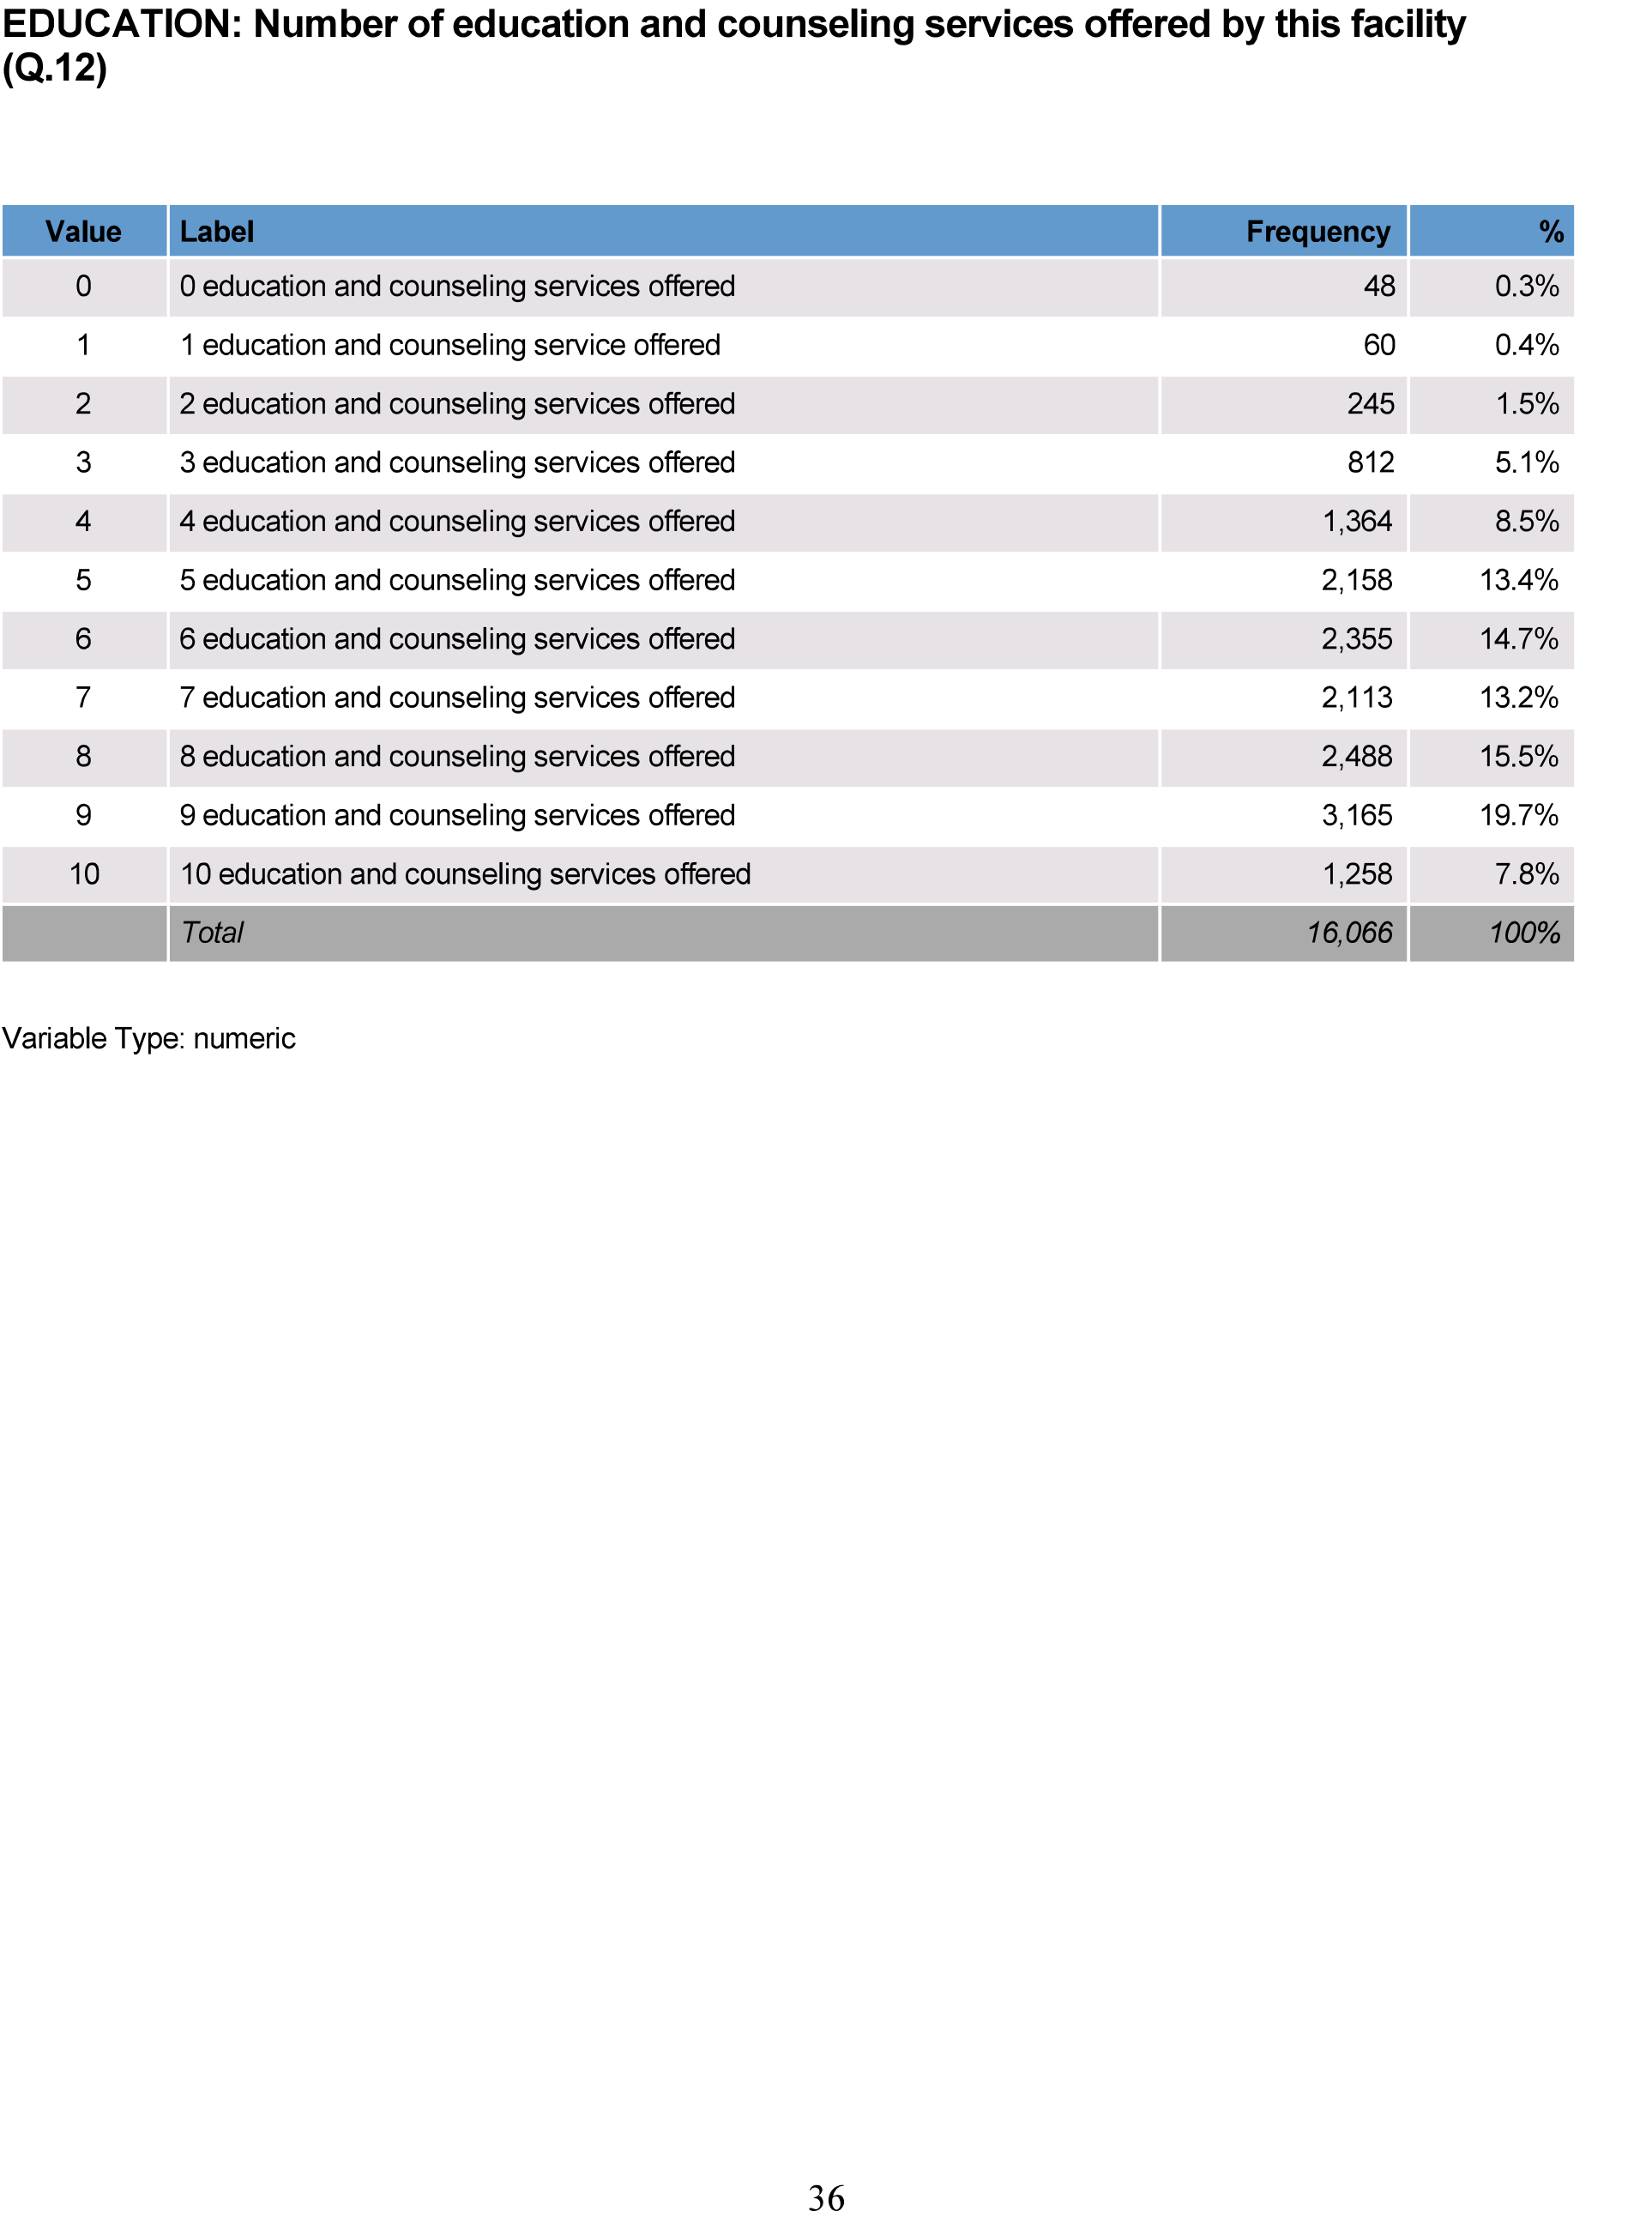 EDUCATION: Number of education and counseling services offered by this facility
(Q.12)
Value Label Frequency %
0 0 education and counseling services offered 48 0.3%
1 1 education and counseling service offered 60 0.4%
2 2 education and counseling services offered 245 1.5%
3 3 education and counseling services offered 812 5.1%
4 4 education and counseling services offered 1,364 8.5%
5 5 education and counseling services offered 2,158 13.4%
6 6 education and counseling services offered 2,355 14.7%
7 7 education and counseling services offered 2,113 13.2%
8 8 education and counseling services offered 2,488 15.5%
9 9 education and counseling services offered 3,165 19.7%
10 10 education and counseling services offered 1,258 7.8%
Total 16,066 100%
Variable Type: numeric
36